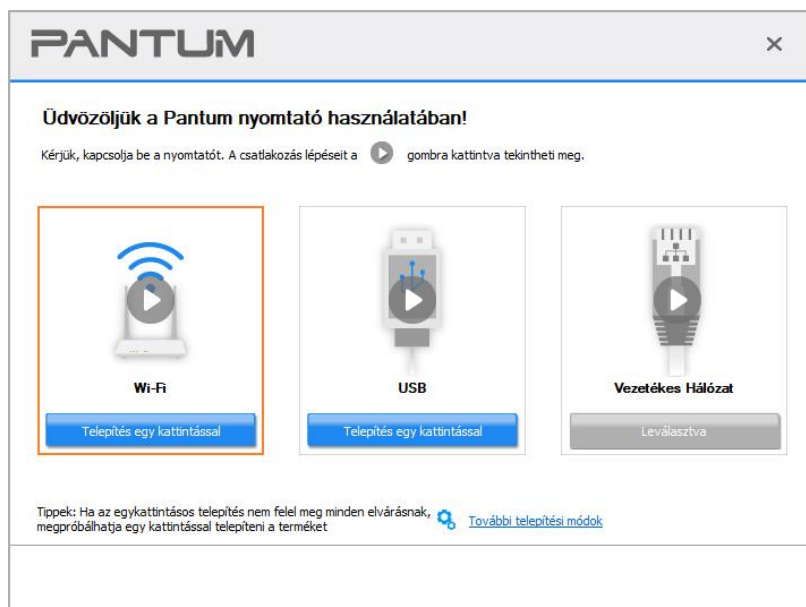 PANTUM
Üdvözöljük a Pantum nyomtató használatában!
Kérjük, kapcsolja be a nyomtatót. A csatlakozás lépéseit a gombra kattintva tekintheti meg.
Wi-Fi
USB
Vezetékes Hálózat
Telepítés egy kattintással
Telepítés egy kattintással
Leválasztva
Tippek: Ha az egykattintásos telepítés nem felel meg minden elvárásnak,
megpróbálhatja egy kattintással telepíteni a terméket
További telepítési módok